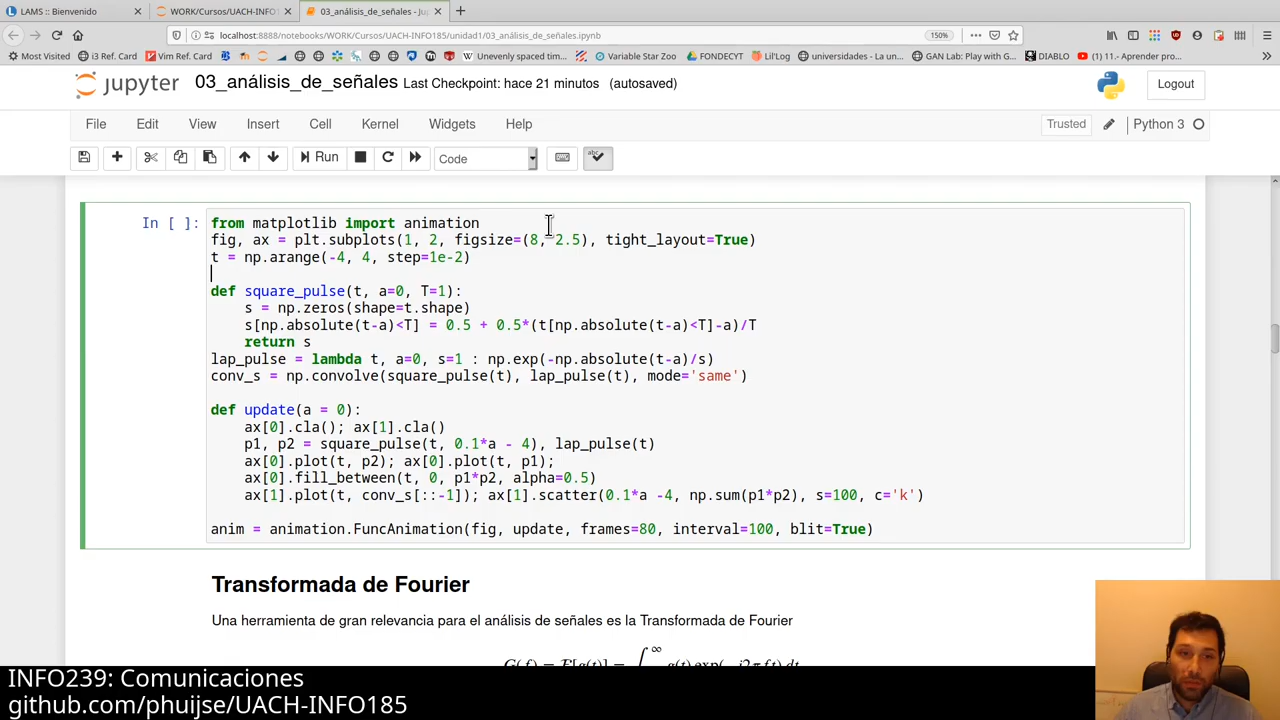 LAMS :: Bienvenido
WORK/Cursos/UACH-INFO1
03_análisis_de_señales - Jup
localhost:8888/notebooks/WORK/Cursos/UACH-INFO185/unidad1/03_análisis_de_señales.ipynb
150%
Most Visited
i3 Ref. Card
Vim Ref. Card
Unevenly spaced tim…
Variable Star Zoo
FONDECYT
Lil'Log
universidades - La un…
GAN Lab: Play with G…
DIABLO
(1) 11.- Aprender pro…
jupyter
03_análisis_de_señales Last Checkpoint: hace 21 minutos (autosaved)
Logout
File Edit View Insert Cell Kernel Widgets Help
Trusted
Python 3
Run
Code
In [ ]:
from matplotlib import animation
fig, ax = plt.subplots(1, 2, figsize=(8, 2.5), tight_layout=True)
t = np.arange(-4, 4, step=1e-2)
def square_pulse(t, a=0, T=1):
    s = np.zeros(shape=t.shape)
    s[np.absolute(t-a)<T] = 0.5 + 0.5*(t[np.absolute(t-a)<T]-a)/T
    return s
lap_pulse = lambda t, a=0, s=1 : np.exp(-np.absolute(t-a)/s)
conv_s = np.convolve(square_pulse(t), lap_pulse(t), mode='same')
def update(a = 0):
    ax[0].cla(); ax[1].cla()
    p1, p2 = square_pulse(t, 0.1*a - 4), lap_pulse(t)
    ax[0].plot(t, p2); ax[0].plot(t, p1);
    ax[0].fill_between(t, 0, p1*p2, alpha=0.5)
    ax[1].plot(t, conv_s[::-1]); ax[1].scatter(0.1*a -4, np.sum(p1*p2), s=100, c='k')
anim = animation.FuncAnimation(fig, update, frames=80, interval=100, blit=True)
Transformada de Fourier
Una herramienta de gran relevancia para el análisis de señales es la Transformada de Fourier
INFO239: Comunicaciones
github.com/phuijse/UACH-INFO185